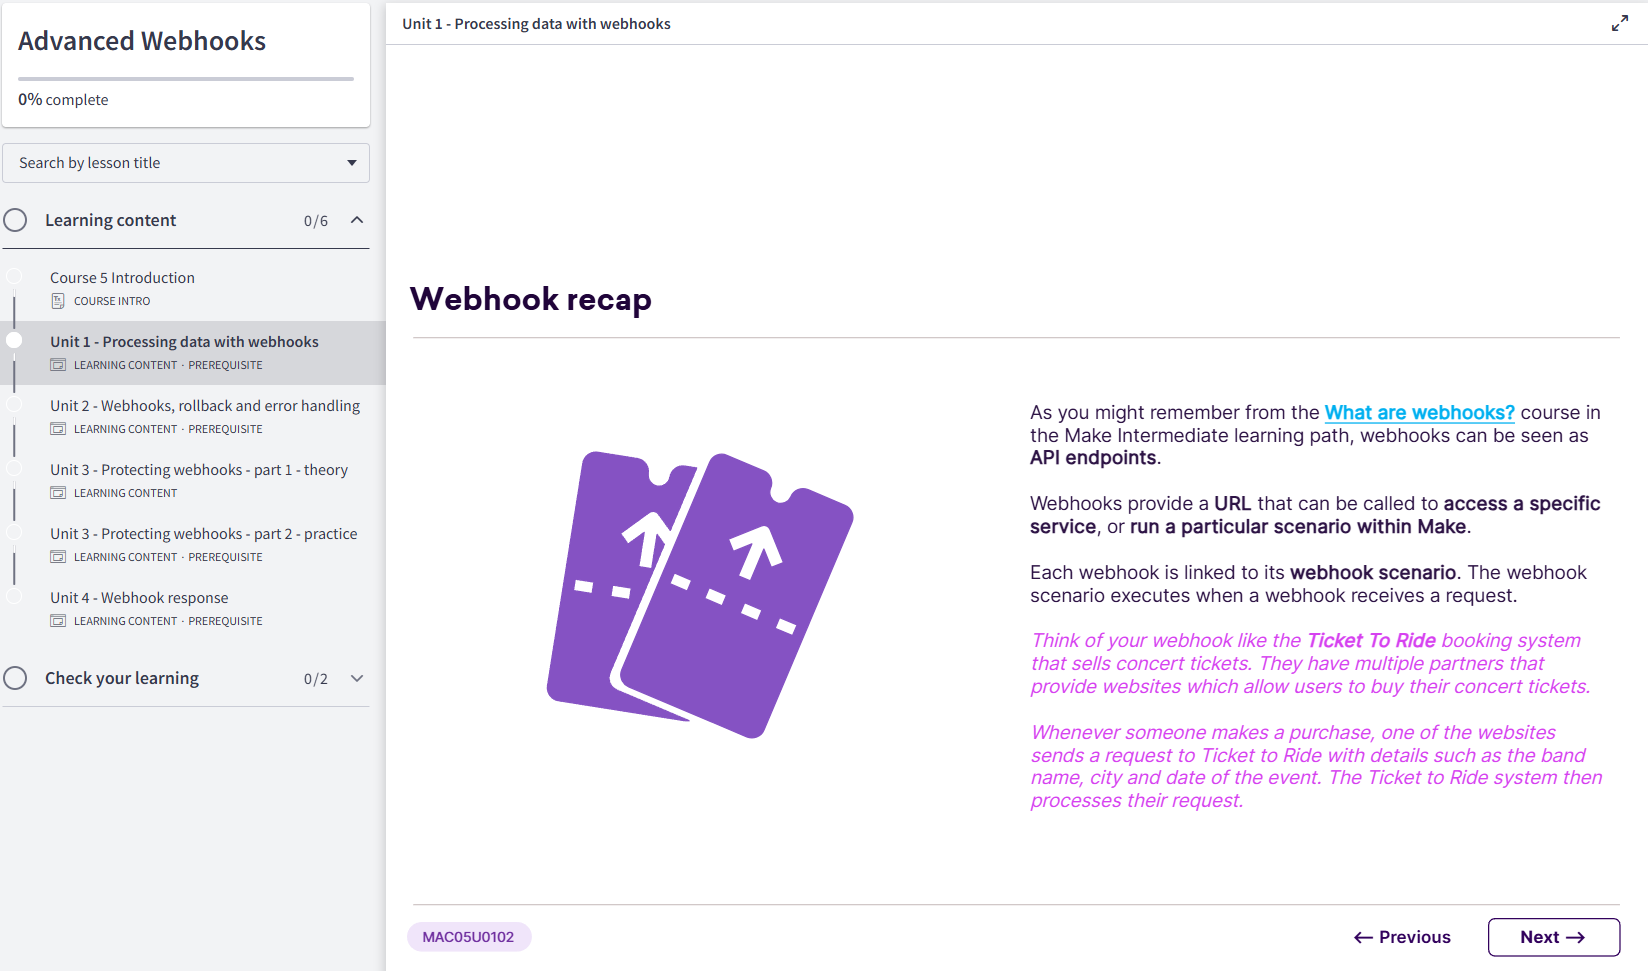 Advanced Webhooks
0% complete
Search by lesson title
Learning content 0/6
Course 5 Introduction
COURSE INTRO
Unit 1 - Processing data with webhooks
LEARNING CONTENT · PREREQUISITE
Unit 2 - Webhooks, rollback and error handling
LEARNING CONTENT · PREREQUISITE
Unit 3 - Protecting webhooks - part 1 - theory
LEARNING CONTENT
Unit 3 - Protecting webhooks - part 2 - practice
LEARNING CONTENT · PREREQUISITE
Unit 4 - Webhook response
LEARNING CONTENT · PREREQUISITE
Check your learning 0/2
Unit 1 - Processing data with webhooks
Webhook recap
As you might remember from the What are webhooks? course in
the Make Intermediate learning path, webhooks can be seen as
API endpoints.
Webhooks provide a URL that can be called to access a specific
service, or run a particular scenario within Make.
Each webhook is linked to its webhook scenario. The webhook
scenario executes when a webhook receives a request.
Think of your webhook like the Ticket To Ride booking system
that sells concert tickets. They have multiple partners that
provide websites which allow users to buy their concert tickets.
Whenever someone makes a purchase, one of the websites
sends a request to Ticket to Ride with details such as the band
name, city and date of the event. The Ticket to Ride system then
processes their request.
MAC05U0102
← Previous
Next →